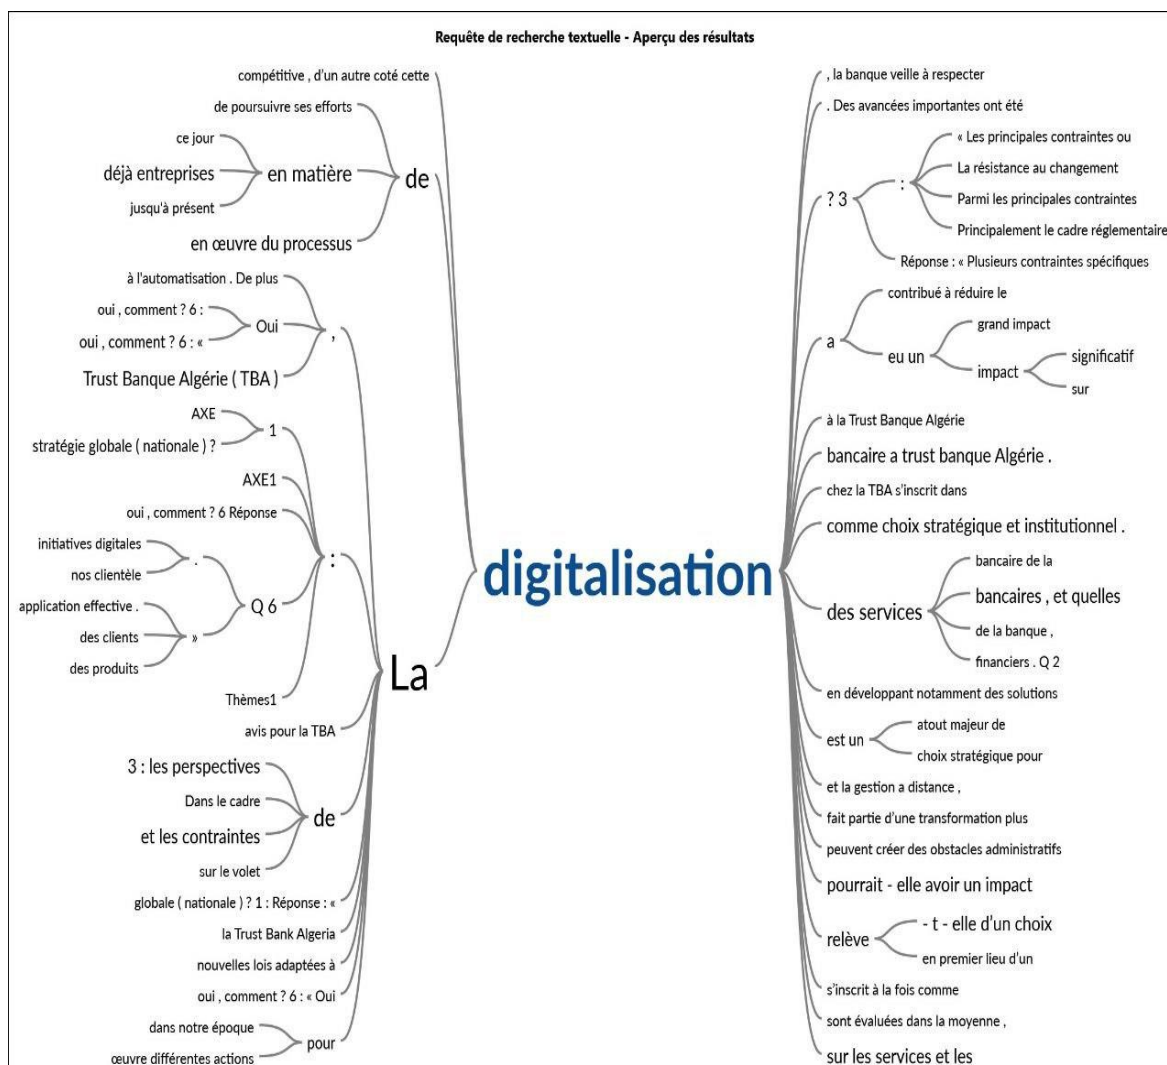 Requête de recherche textuelle - Aperçu des résultats
compétitive , d'un autre coté cette
de poursuivre ses efforts
ce jour
déjà entreprises
jusqu'à présent
en matière
en œuvre du processus
de
à l'automatisation . De plus
oui , comment ? 6 :
oui , comment ? 6 : «
Oui
Trust Banque Algérie ( TBA )
,
AXE
stratégie globale ( nationale ) ?
1
AXE1
oui , comment ? 6 Réponse
initiatives digitales
nos clientèle
.
application effective .
des clients
des produits
»
Q 6
Thèmes1
:
avis pour la TBA
3 : les perspectives
Dans le cadre
et les contraintes
sur le volet
de
globale ( nationale ) ? 1 : Réponse : «
la Trust Bank Algeria
nouvelles lois adaptées à
oui , comment ? 6 : « Oui
dans notre époque
œuvre différentes actions
pour
La
digitalisation
, la banque veille à respecter
. Des avancées importantes ont été
? 3
:
« Les principales contraintes ou
La résistance au changement
Parmi les principales contraintes
Principalement le cadre réglementaire
Réponse : « Plusieurs contraintes spécifiques
a
contribué à réduire le
eu un
grand impact
impact
significatif
sur
à la Trust Banque Algérie
bancaire a trust banque Algérie .
chez la TBA s'inscrit dans
comme choix stratégique et institutionnel .
des services
bancaire de la
bancaires , et quelles
de la banque ,
financiers . Q 2
en développant notamment des solutions
est un
atout majeur de
choix stratégique pour
et la gestion a distance ,
fait partie d'une transformation plus
peuvent créer des obstacles administratifs
pourrait - elle avoir un impact
relève
- t - elle d'un choix
en premier lieu d'un
s'inscrit à la fois comme
sont évaluées dans la moyenne ,
sur les services et les